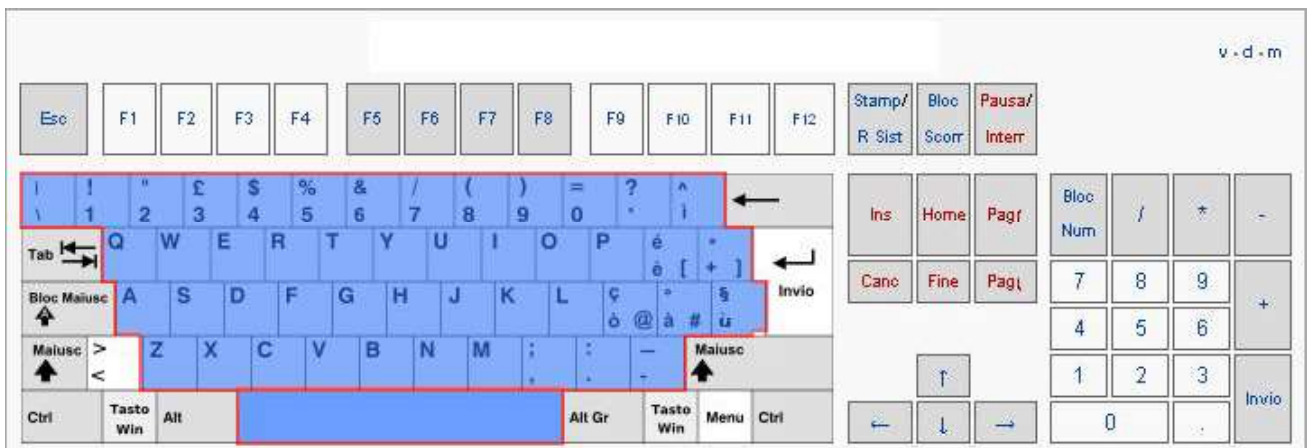 v · d · m
Esc F1 F2 F3 F4 F5 F6 F7 F8 F9 F10 F11 F12 Stamp/ Bloc Pausa/
R Sist Scorr Interr
| ! " £ $ % & / ( ) = ? ^
\ 1 2 3 4 5 6 7 8 9 0 ' ì
Ins Home Pag↑ Bloc Num / * -
Tab Q W E R T Y U I O P é * 
è [ + ]
Invio
Canc Fine Pag↓ 7 8 9 +
Bloc Maiusc A S D F G H J K L ç ° §
ò @ à # ù
4 5 6
Maiusc > Z X C V B N M ; : _ Maiusc
< , . -
↑ 1 2 3 Invio
Ctrl Tasto Win Alt Alt Gr Tasto Win Menu Ctrl
← ↓ → 0 .